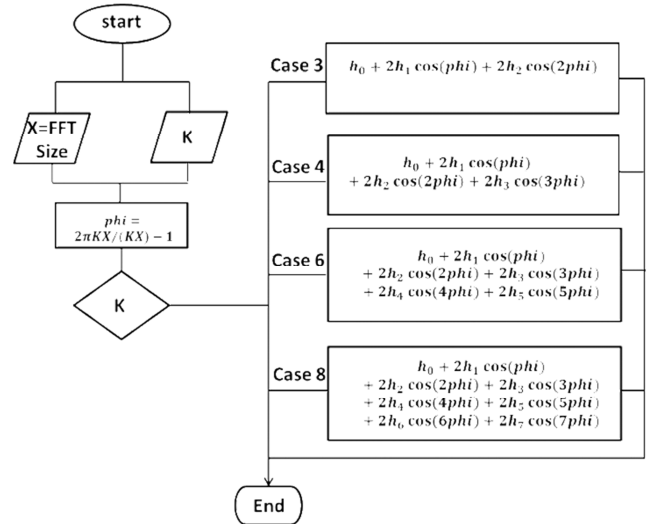 start
X=FFT
Size
K
phi =
2πKX/(KX) − 1
K
Case 3
h₀ + 2h₁ cos(phi) + 2h₂ cos(2phi)
Case 4
h₀ + 2h₁ cos(phi)
+ 2h₂ cos(2phi) + 2h₃ cos(3phi)
Case 6
h₀ + 2h₁ cos(phi)
+ 2h₂ cos(2phi) + 2h₃ cos(3phi)
+ 2h₄ cos(4phi) + 2h₅ cos(5phi)
Case 8
h₀ + 2h₁ cos(phi)
+ 2h₂ cos(2phi) + 2h₃ cos(3phi)
+ 2h₄ cos(4phi) + 2h₅ cos(5phi)
+ 2h₆ cos(6phi) + 2h₇ cos(7phi)
End